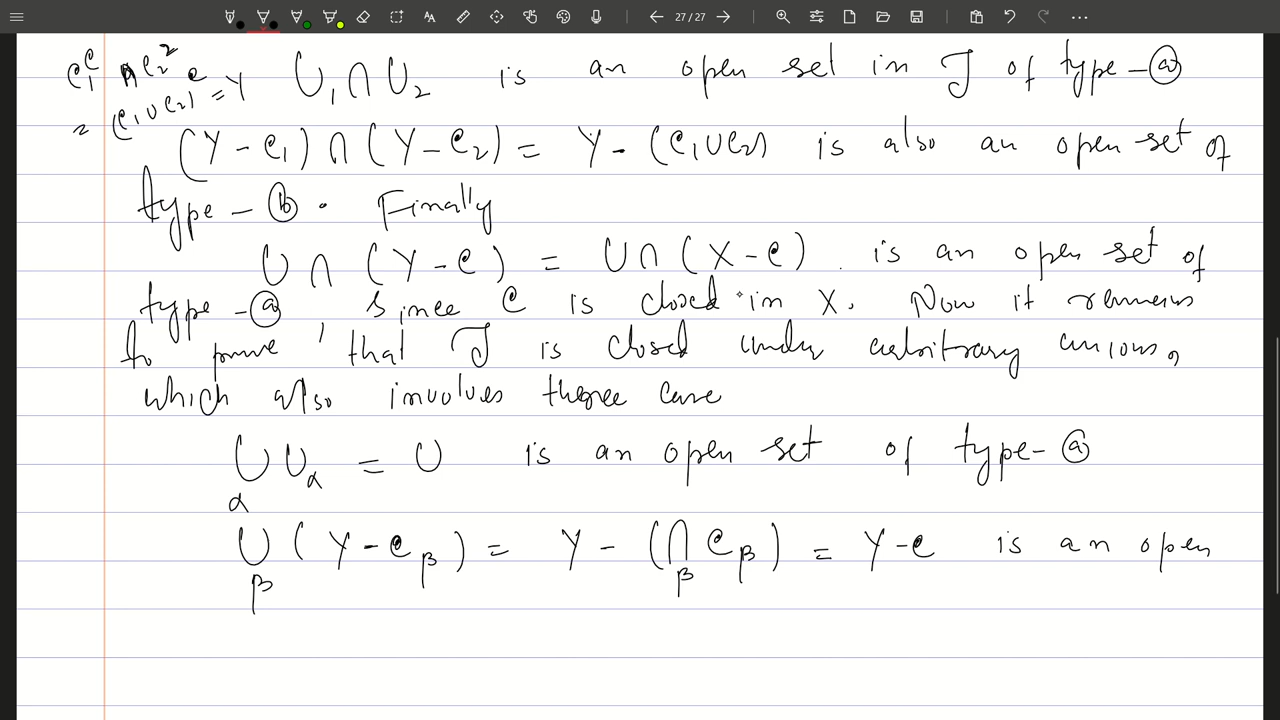 27 / 27
C₁ᶜ ∩ C₂ᶜ
= (C₁∪C₂)ᶜ = Y
U₁ ∩ U₂ is an open set in 𝒯 of type - ⓐ
(Y - C₁) ∩ (Y - C₂) = Y - (C₁∪C₂) is also an open set of
type - ⓑ. Finally
U ∩ (Y - C) = U ∩ (X - C). is an open set of
type - ⓐ, since C is closed in X. Now it remains
to prove that 𝒯 is closed under arbitrary unions,
which also involves three case
⋃_α U_α = U is an open set of type - ⓐ
⋃_β (Y - C_β) = Y - (⋂_β C_β) = Y - C is an open